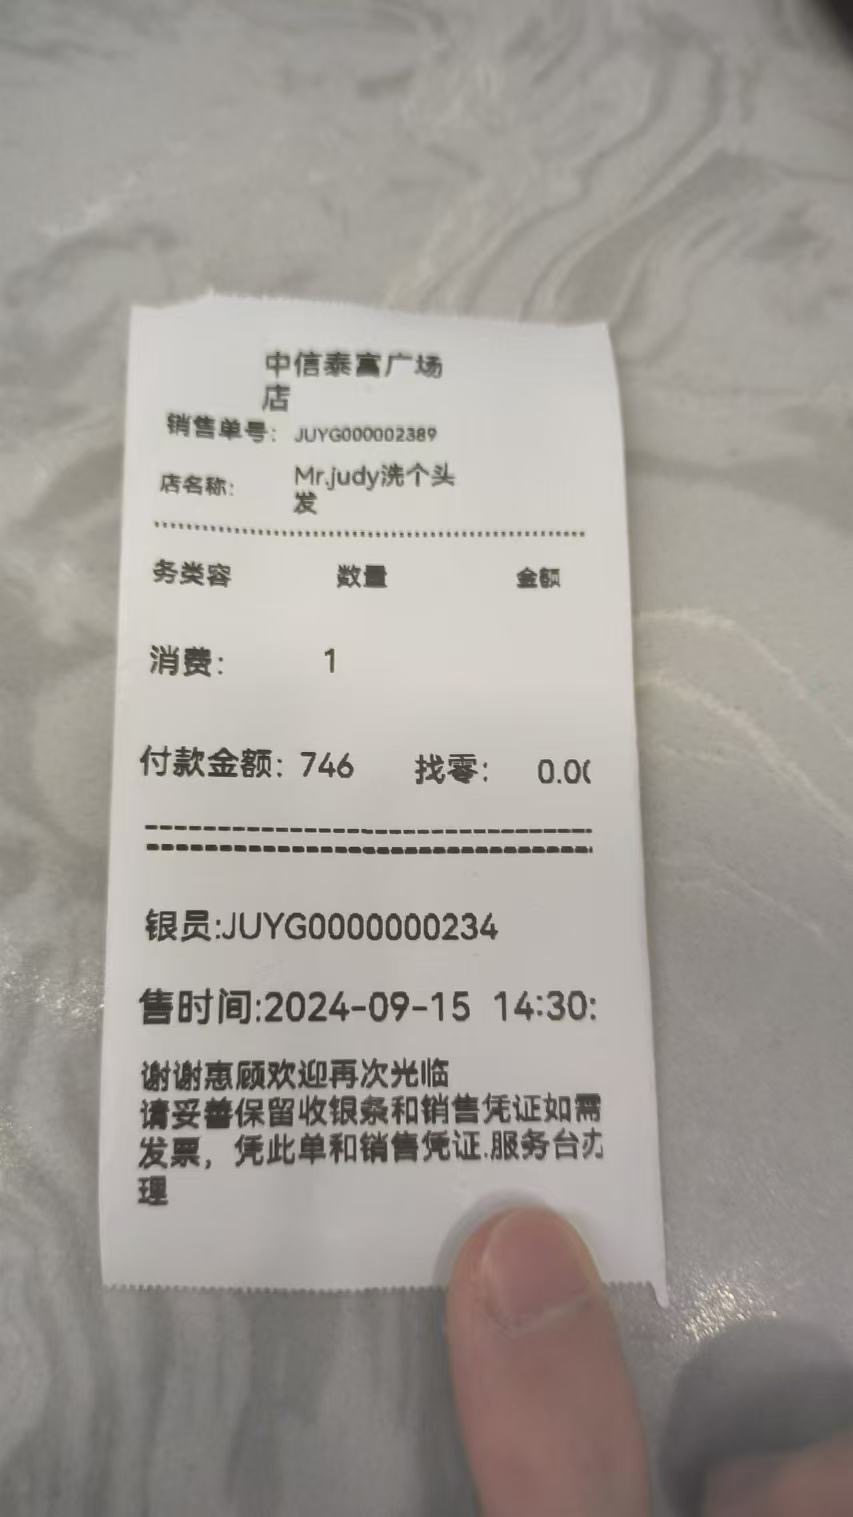 中信泰富广场
店
销售单号： JUYG000002389
店名称： Mr.judy洗个头
发
务类容 数量 金额
消费： 1
付款金额：746 找零： 0.0
银员:JUYG0000000234
售时间:2024-09-15 14:30:
谢谢惠顾欢迎再次光临
请妥善保留收银条和销售凭证如需
发票，凭此单和销售凭证.服务台办
理